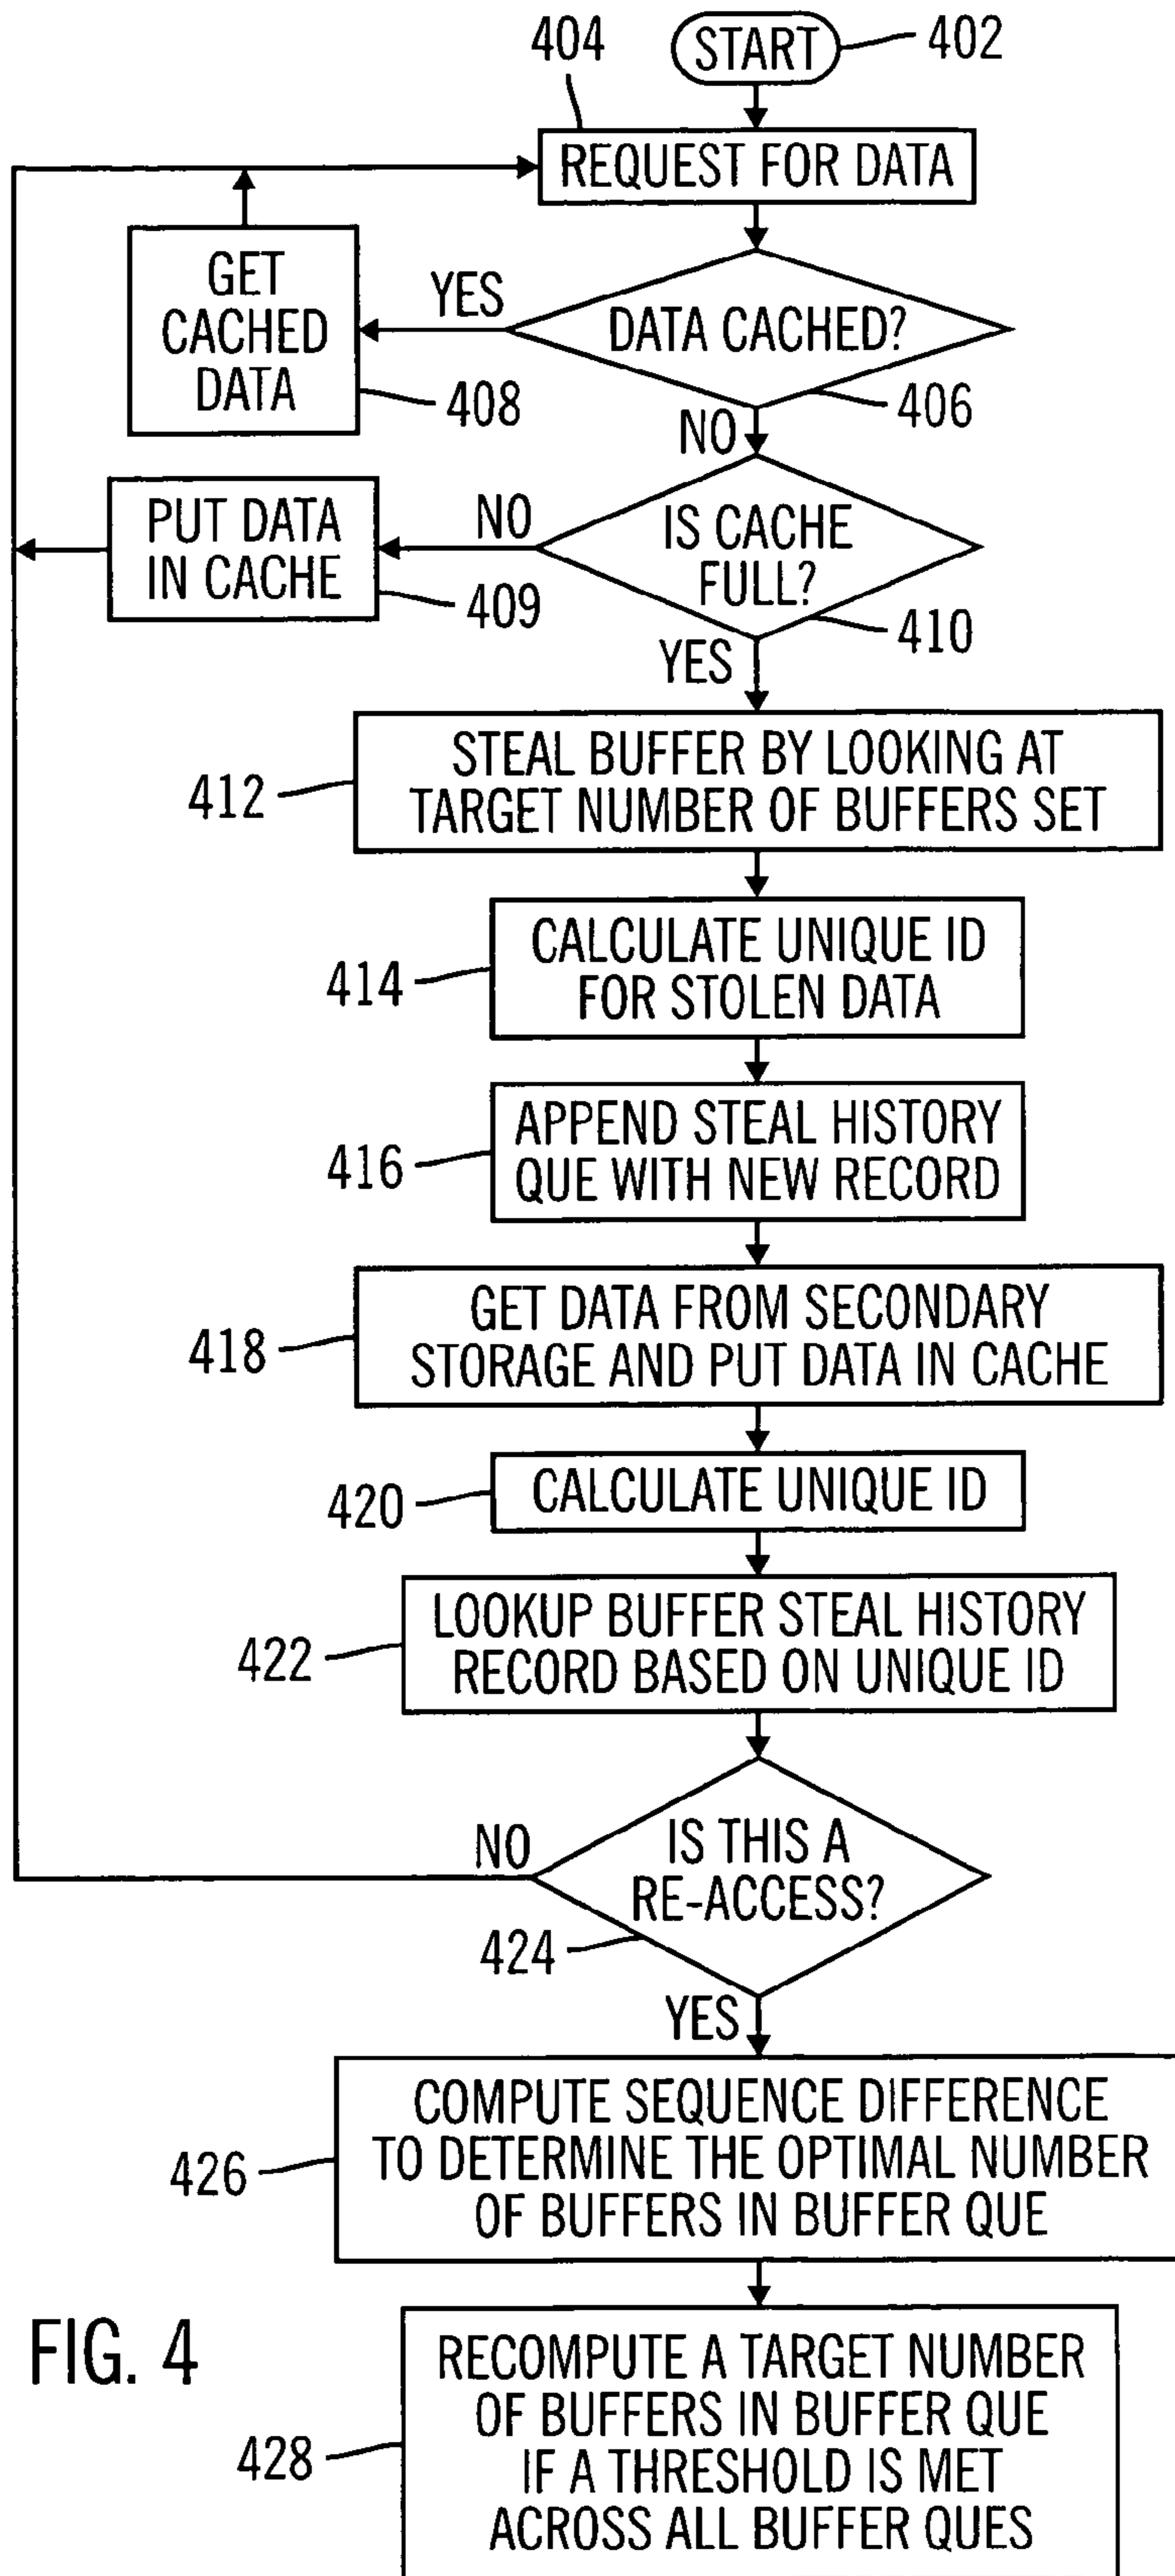 404
START
402
REQUEST FOR DATA
GET
CACHED
DATA
408
YES
DATA CACHED?
406
NO
PUT DATA
IN CACHE
409
NO
IS CACHE
FULL?
410
YES
412
STEAL BUFFER BY LOOKING AT
TARGET NUMBER OF BUFFERS SET
414
CALCULATE UNIQUE ID
FOR STOLEN DATA
416
APPEND STEAL HISTORY
QUE WITH NEW RECORD
418
GET DATA FROM SECONDARY
STORAGE AND PUT DATA IN CACHE
420
CALCULATE UNIQUE ID
422
LOOKUP BUFFER STEAL HISTORY
RECORD BASED ON UNIQUE ID
NO
IS THIS A
RE-ACCESS?
424
YES
426
COMPUTE SEQUENCE DIFFERENCE
TO DETERMINE THE OPTIMAL NUMBER
OF BUFFERS IN BUFFER QUE
FIG. 4
428
RECOMPUTE A TARGET NUMBER
OF BUFFERS IN BUFFER QUE
IF A THRESHOLD IS MET
ACROSS ALL BUFFER QUES